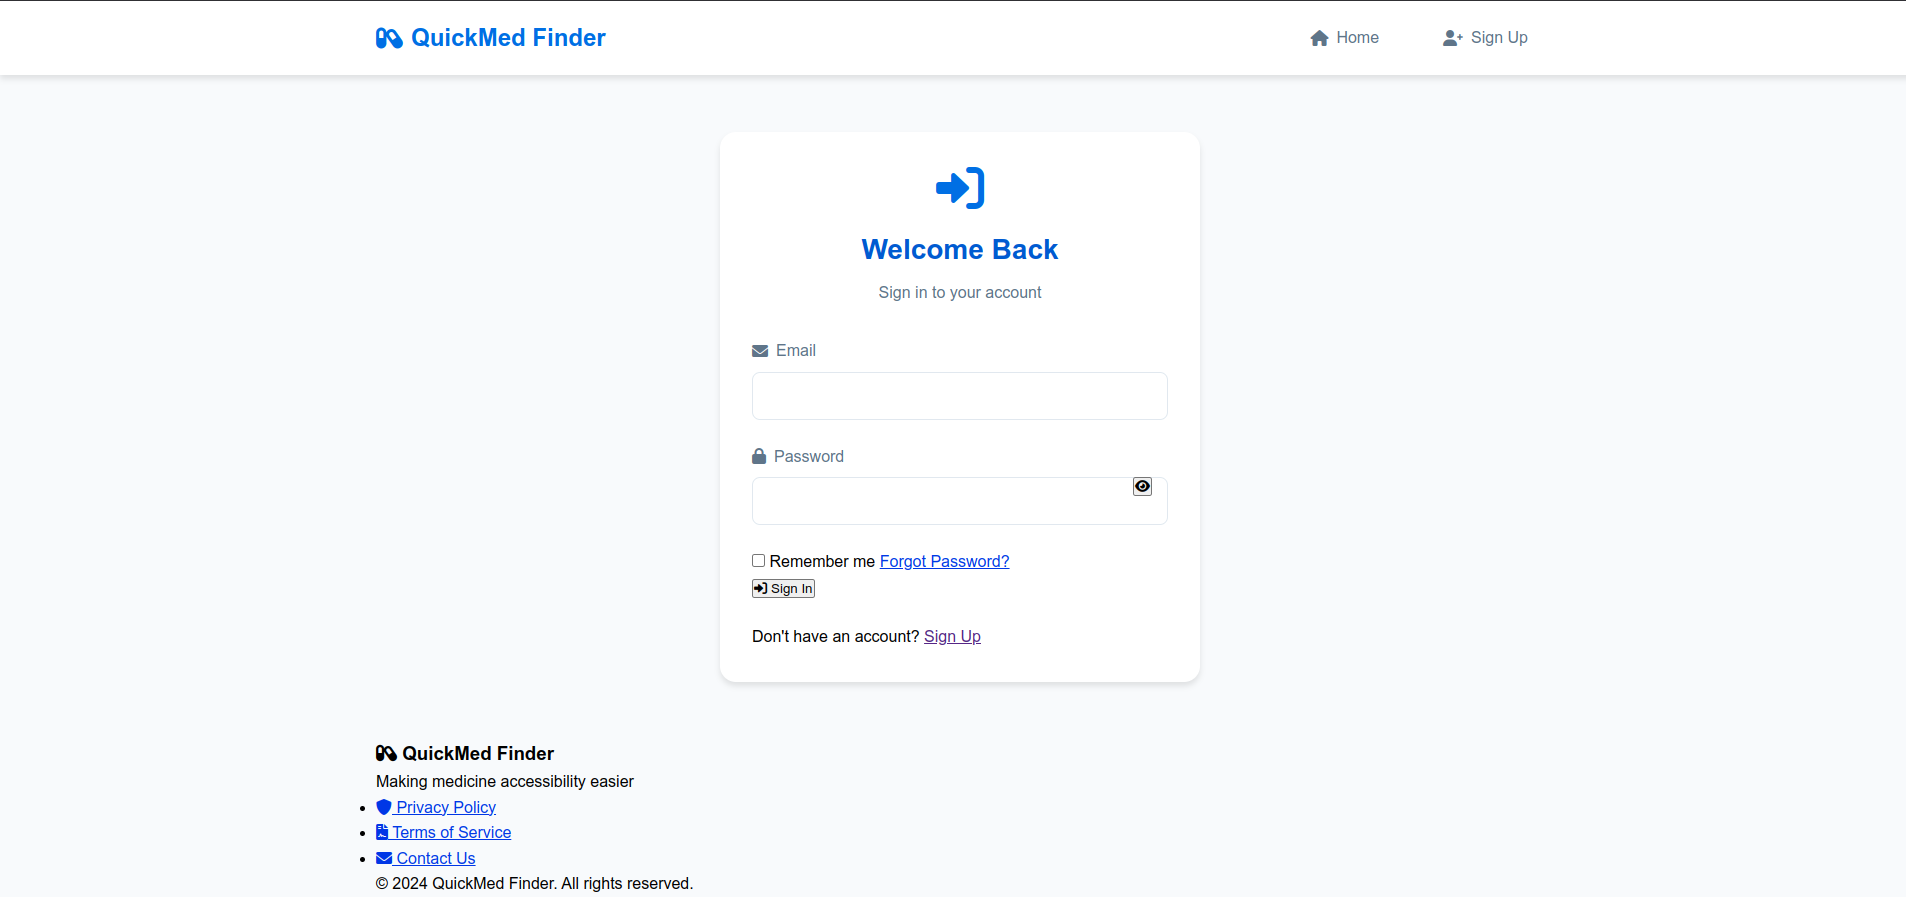 QuickMed Finder
Home
Sign Up
Welcome Back
Sign in to your account
Email
Password
Remember me Forgot Password?
Sign In
Don't have an account? Sign Up
QuickMed Finder
Making medicine accessibility easier
Privacy Policy
Terms of Service
Contact Us
© 2024 QuickMed Finder. All rights reserved.